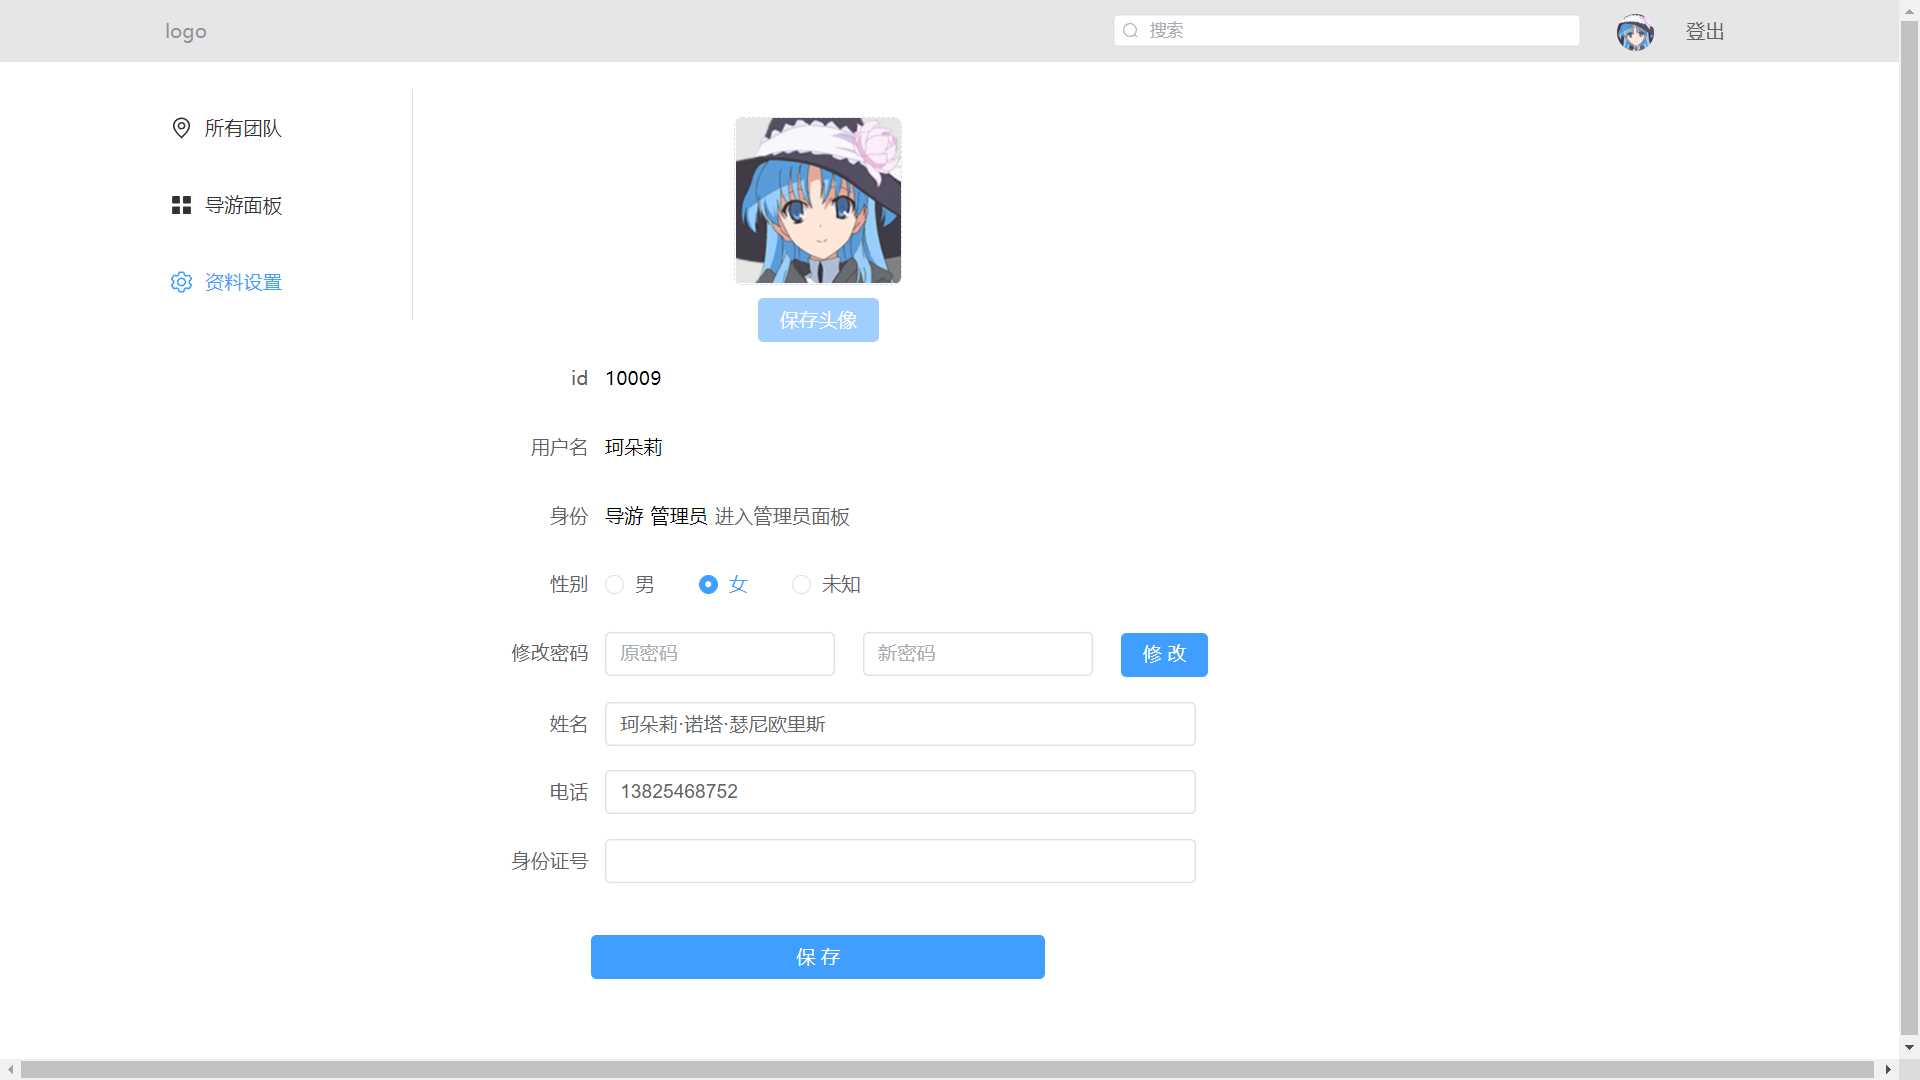 logo
搜索
登出
所有团队
导游面板
资料设置
保存头像
id 10009
用户名 珂朵莉
身份 导游 管理员 进入管理员面板
性别 男 女 未知
修改密码 原密码 新密码 修 改
姓名 珂朵莉·诺塔·瑟尼欧里斯
电话 13825468752
身份证号
保 存